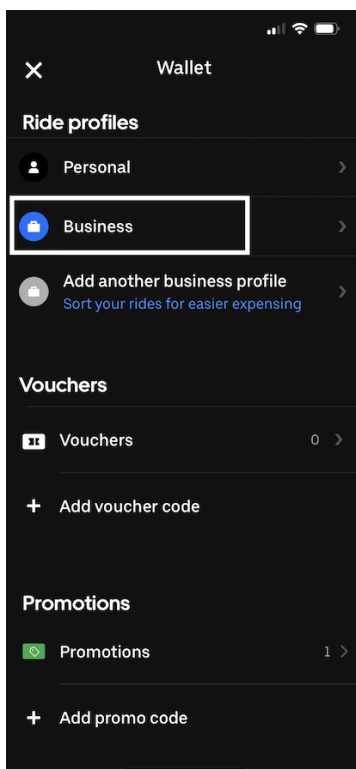 Wallet
Ride profiles
Personal
Business
Add another business profile
Sort your rides for easier expensing
Vouchers
Vouchers 0
+ Add voucher code
Promotions
Promotions 1
+ Add promo code